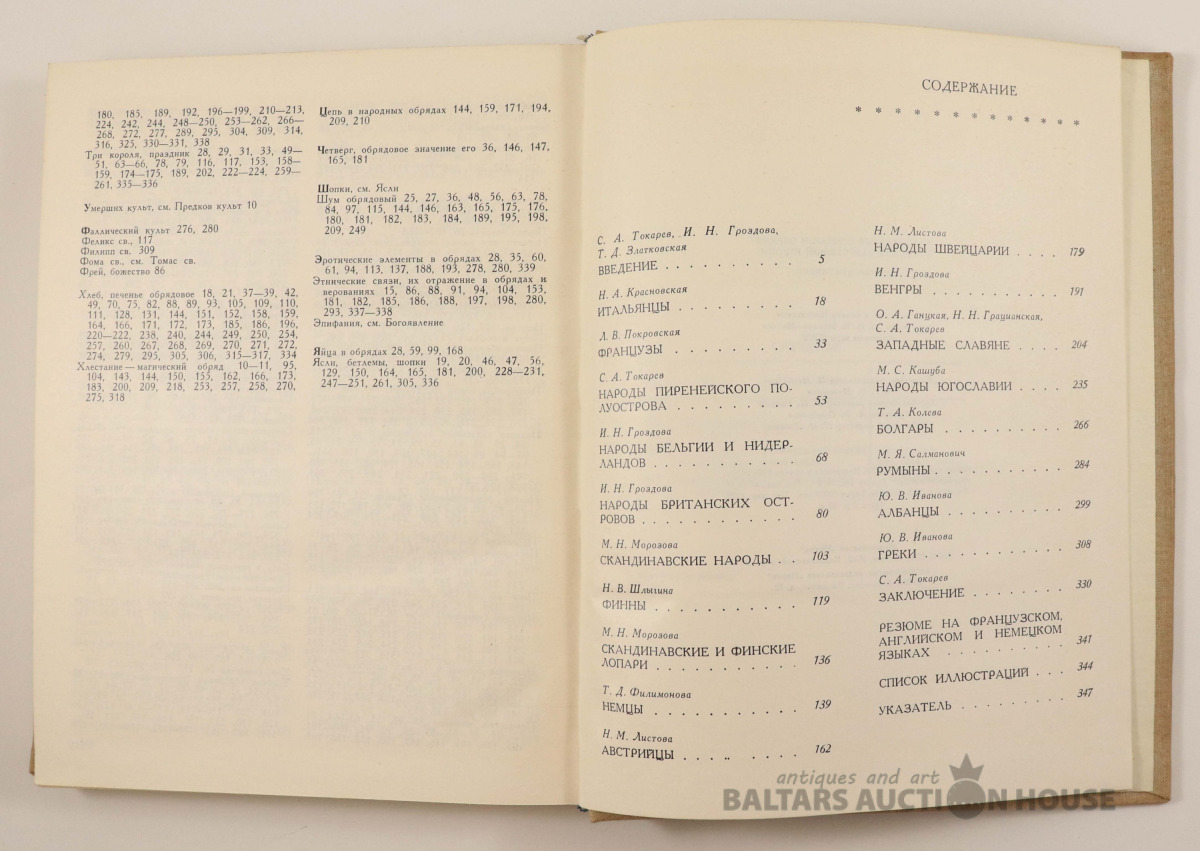 180, 185, 189, 192, 196—199, 210—213,
224, 242, 244, 248—250, 253—262, 266—
268, 272, 277, 289, 295, 304, 309, 314,
316, 325, 330—331, 338
Три короля, праздник 28, 29, 31, 33, 49—
51, 63—66, 78, 79, 116, 117, 153, 158—
159, 174—175, 189, 202, 222—224, 259—
261, 335—336
Умерших культ, см. Предков культ 10
Фаллический культ 276, 280
Феликс св., 117
Филипп св. 309
Фома св., см. Томас св.
Фрей, божество 86
Хлеб, печенье обрядовое 18, 21, 37—39, 42,
49, 70, 75, 82, 88, 89, 93, 105, 109, 110,
111, 128, 131, 144, 151, 152, 158, 159,
164, 166, 171, 172, 173, 185, 186, 196,
220—222, 238, 240, 244, 249, 250, 254,
257, 260, 267, 268, 269, 270, 271, 272,
274, 279, 295, 305, 306, 315—317, 334
Хлестание — магический обряд 10—11, 95,
104, 143, 144, 150, 155, 162, 166, 173,
183, 200, 209, 218, 253, 257, 258, 270,
275, 318
Цепь в народных обрядах 144, 159, 171, 194,
209, 210
Четверг, обрядовое значение его 36, 146, 147,
165, 181
Шопки, см. Ясли
Шум обрядовый 25, 27, 36, 48, 56, 63, 78,
84, 97, 115, 144, 146, 163, 165, 175, 176,
180, 181, 182, 183, 184, 189, 195, 198,
209, 249
Эротические элементы в обрядах 28, 35, 60,
61, 94, 113, 137, 188, 193, 278, 280, 339
Этнические связи, их отражение в обрядах и
верованиях 15, 86, 88, 91, 94, 104, 153,
181, 182, 185, 186, 188, 197, 198, 280,
293, 337—338
Эпифания, см. Богоявление
Яйца в обрядах 28, 59, 99, 168
Ясли, бетлемы, шопки 19, 20, 46, 47, 56,
129, 150, 164, 165, 181, 200, 228—231,
247—251, 261, 305, 336
СОДЕРЖАНИЕ
* * * * * * * * * * * *
С. А. Токарев, И. Н. Гроздова,
Т. Д. Златковская
ВВЕДЕНИЕ . . . . . . . . . . 5
Н. А. Красновская
ИТАЛЬЯНЦЫ . . . . . . . . . 18
Л. В. Покровская
ФРАНЦУЗЫ . . . . . . . . . 33
С. А. Токарев
НАРОДЫ ПИРЕНЕЙСКОГО ПО-
ЛУОСТРОВА . . . . . . . . . 53
И. Н. Гроздова
НАРОДЫ БЕЛЬГИИ И НИДЕР-
ЛАНДОВ . . . . . . . . . . . 68
И. Н. Гроздова
НАРОДЫ БРИТАНСКИХ ОСТ-
РОВОВ . . . . . . . . . . . . 80
М. Н. Морозова
СКАНДИНАВСКИЕ НАРОДЫ . . 103
Н. В. Шлыгина
ФИННЫ . . . . . . . . . . . 119
М. Н. Морозова
СКАНДИНАВСКИЕ И ФИНСКИЕ
ЛОПАРИ . . . . . . . . . . . 136
Т. Д. Филимонова
НЕМЦЫ . . . . . . . . . . . 139
Н. М. Листова
АВСТРИЙЦЫ . . . . . . . . . 162
Н. М. Листова
НАРОДЫ ШВЕЙЦАРИИ . . . . 179
И. Н. Гроздова
ВЕНГРЫ . . . . . . . . . . . 191
О. А. Ганцкая, Н. Н. Грацианская,
С. А. Токарев
ЗАПАДНЫЕ СЛАВЯНЕ . . . . 204
М. С. Кашуба
НАРОДЫ ЮГОСЛАВИИ . . . . 235
Т. А. Колева
БОЛГАРЫ . . . . . . . . . . 266
М. Я. Салманович
РУМЫНЫ . . . . . . . . . . . 284
Ю. В. Иванова
АЛБАНЦЫ . . . . . . . . . . 299
Ю. В. Иванова
ГРЕКИ . . . . . . . . . . . . 308
С. А. Токарев
ЗАКЛЮЧЕНИЕ . . . . . . . . 330
РЕЗЮМЕ НА ФРАНЦУЗСКОМ,
АНГЛИЙСКОМ И НЕМЕЦКОМ
ЯЗЫКАХ . . . . . . . . . . . 341
СПИСОК ИЛЛЮСТРАЦИЙ . . . 344
УКАЗАТЕЛЬ . . . . . . . . . 347
antiques and art
BALTARS AUCTION HOUSE